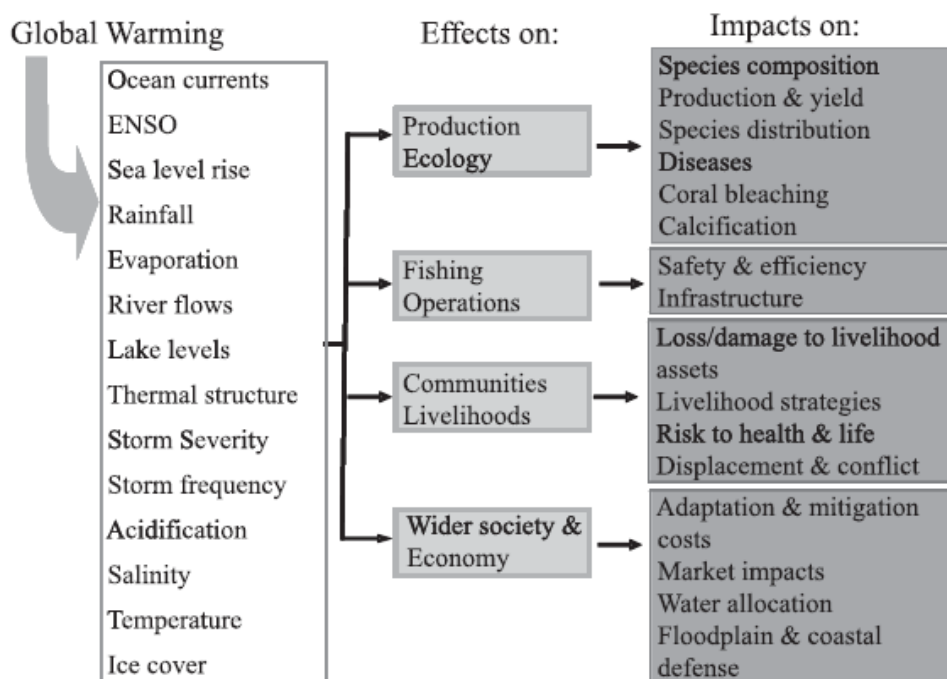 Global Warming
Effects on:
Impacts on:
Ocean currents
ENSO
Sea level rise
Rainfall
Evaporation
River flows
Lake levels
Thermal structure
Storm Severity
Storm frequency
Acidification
Salinity
Temperature
Ice cover
Production
Ecology
Fishing
Operations
Communities
Livelihoods
Wider society &
Economy
Species composition
Production & yield
Species distribution
Diseases
Coral bleaching
Calcification
Safety & efficiency
Infrastructure
Loss/damage to livelihood
assets
Livelihood strategies
Risk to health & life
Displacement & conflict
Adaptation & mitigation
costs
Market impacts
Water allocation
Floodplain & coastal
defense